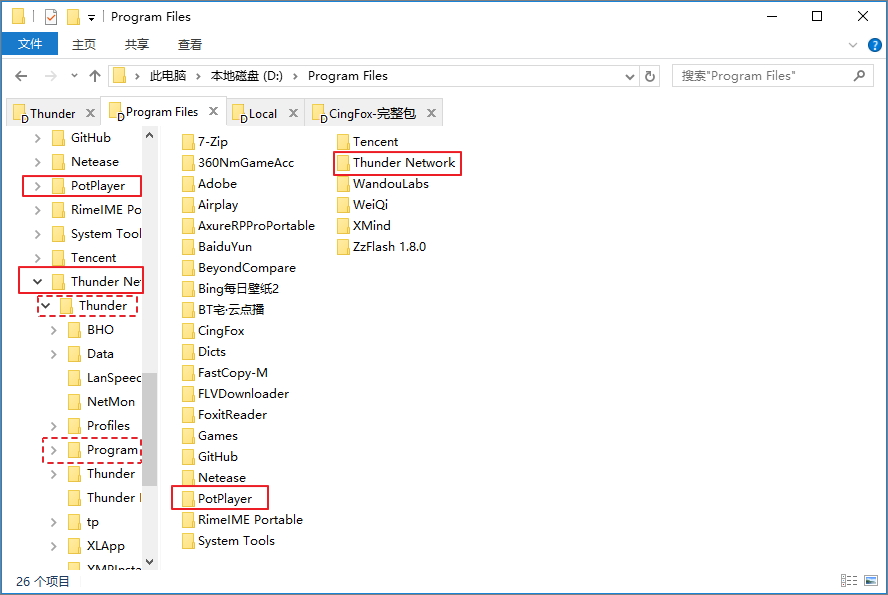 Program Files
文件 主页 共享 查看
此电脑 本地磁盘 (D:) Program Files
搜索"Program Files"
Thunder Program Files Local CingFox-完整包
GitHub
Netease
PotPlayer
RimeIME Po
System Tool
Tencent
Thunder Ne
Thunder
BHO
Data
LanSpeed
NetMon
Profiles
Program
Thunder
Thunder
tp
XLApp
XMPInsta
7-Zip
360NmGameAcc
Adobe
Airplay
AxureRPProPortable
BaiduYun
BeyondCompare
Bing每日壁纸2
BT宅·云点播
CingFox
Dicts
FastCopy-M
FLVDownloader
FoxitReader
Games
GitHub
Netease
PotPlayer
RimeIME Portable
System Tools
Tencent
Thunder Network
WandouLabs
WeiQi
XMind
ZzFlash 1.8.0
26 个项目